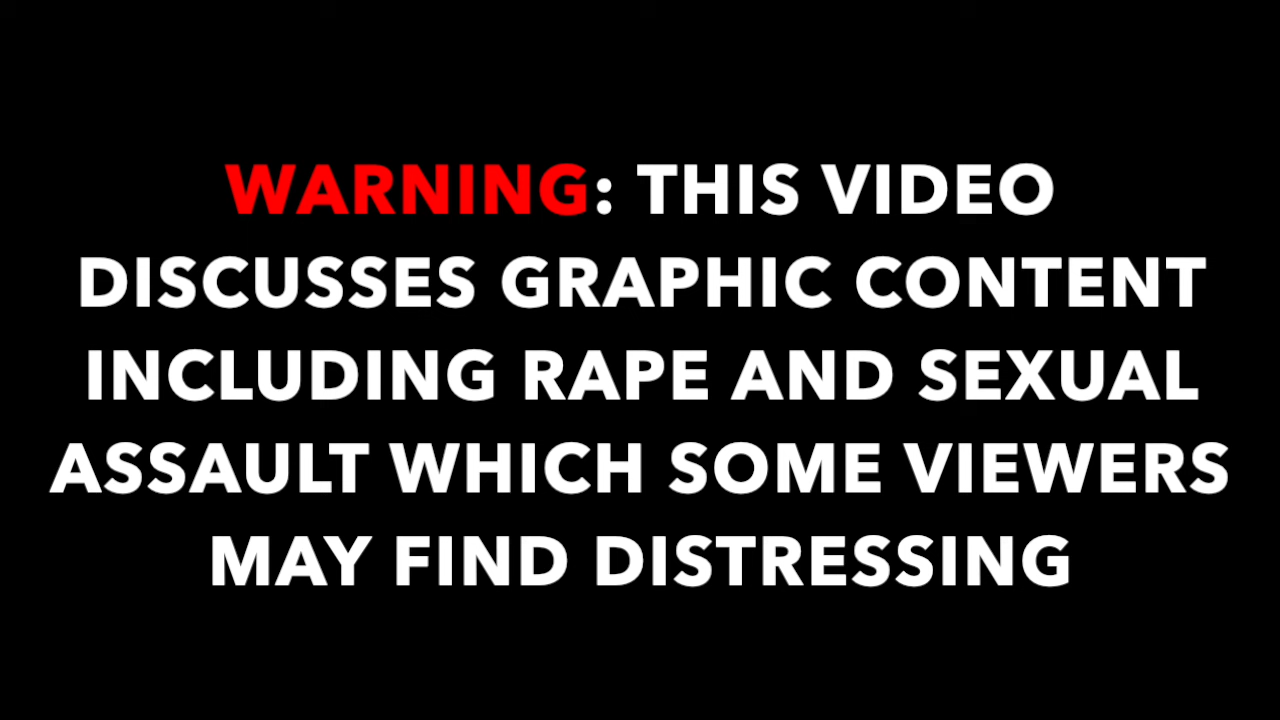 WARNING: THIS VIDEO
DISCUSSES GRAPHIC CONTENT
INCLUDING RAPE AND SEXUAL
ASSAULT WHICH SOME VIEWERS
MAY FIND DISTRESSING